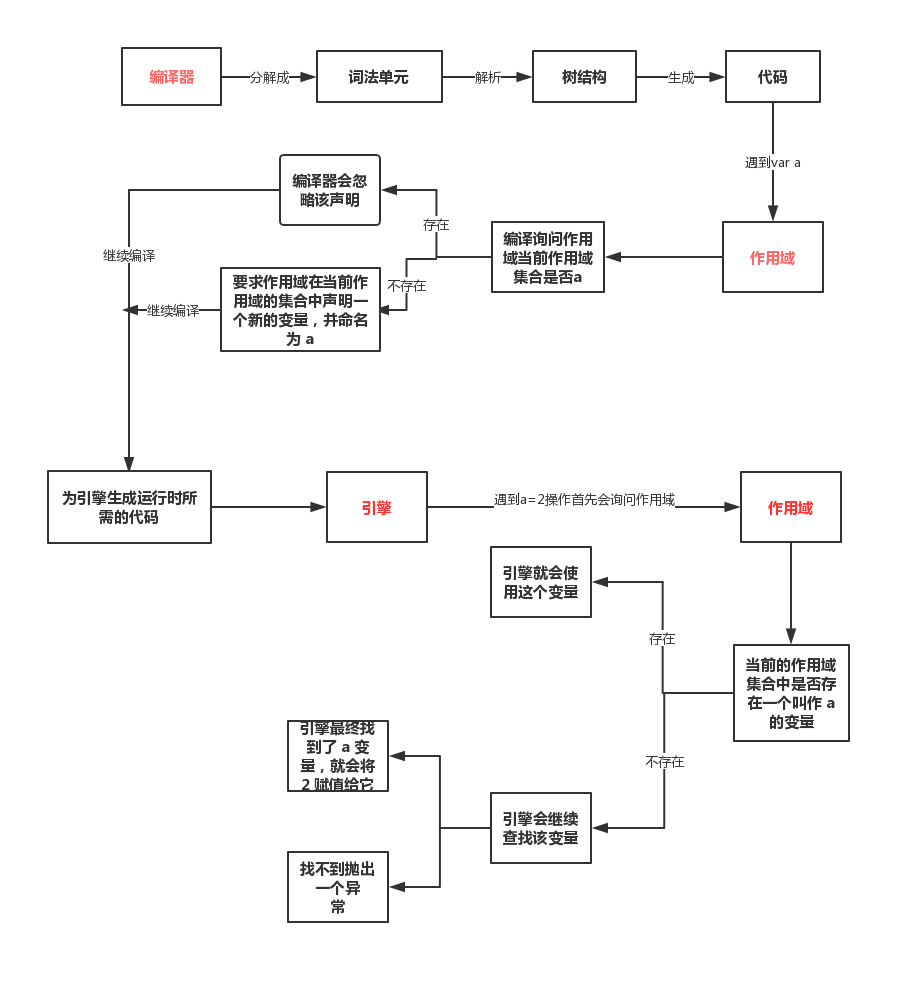 编译器
分解成
词法单元
解析
树结构
生成
代码
遇到var a
作用域
编译询问作用
域当前作用域
集合是否a
存在
编译器会忽
略该声明
继续编译
不存在
要求作用域在当前作
用域的集合中声明一
个新的变量，并命名
为 a
继续编译
为引擎生成运行时所
需的代码
引擎
遇到a=2操作首先会询问作用域
作用域
当前的作用域
集合中是否存
在一个叫作 a
的变量
存在
引擎就会使
用这个变量
不存在
引擎会继续
查找该变量
引擎最终找
到了 a 变
量，就会将
2 赋值给它
找不到抛出
一个异
常